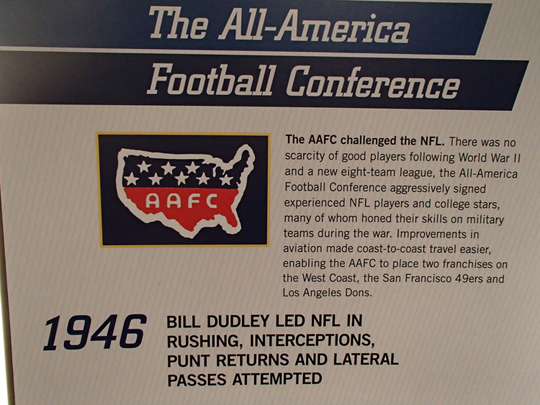 The All-America
Football Conference
AAFC
The AAFC challenged the NFL. There was no
scarcity of good players following World War II
and a new eight-team league, the All-America
Football Conference aggressively signed
experienced NFL players and college stars,
many of whom honed their skills on military
teams during the war. Improvements in
aviation made coast-to-coast travel easier,
enabling the AAFC to place two franchises on
the West Coast, the San Francisco 49ers and
Los Angeles Dons.
1946
BILL DUDLEY LED NFL IN
RUSHING, INTERCEPTIONS,
PUNT RETURNS AND LATERAL
PASSES ATTEMPTED